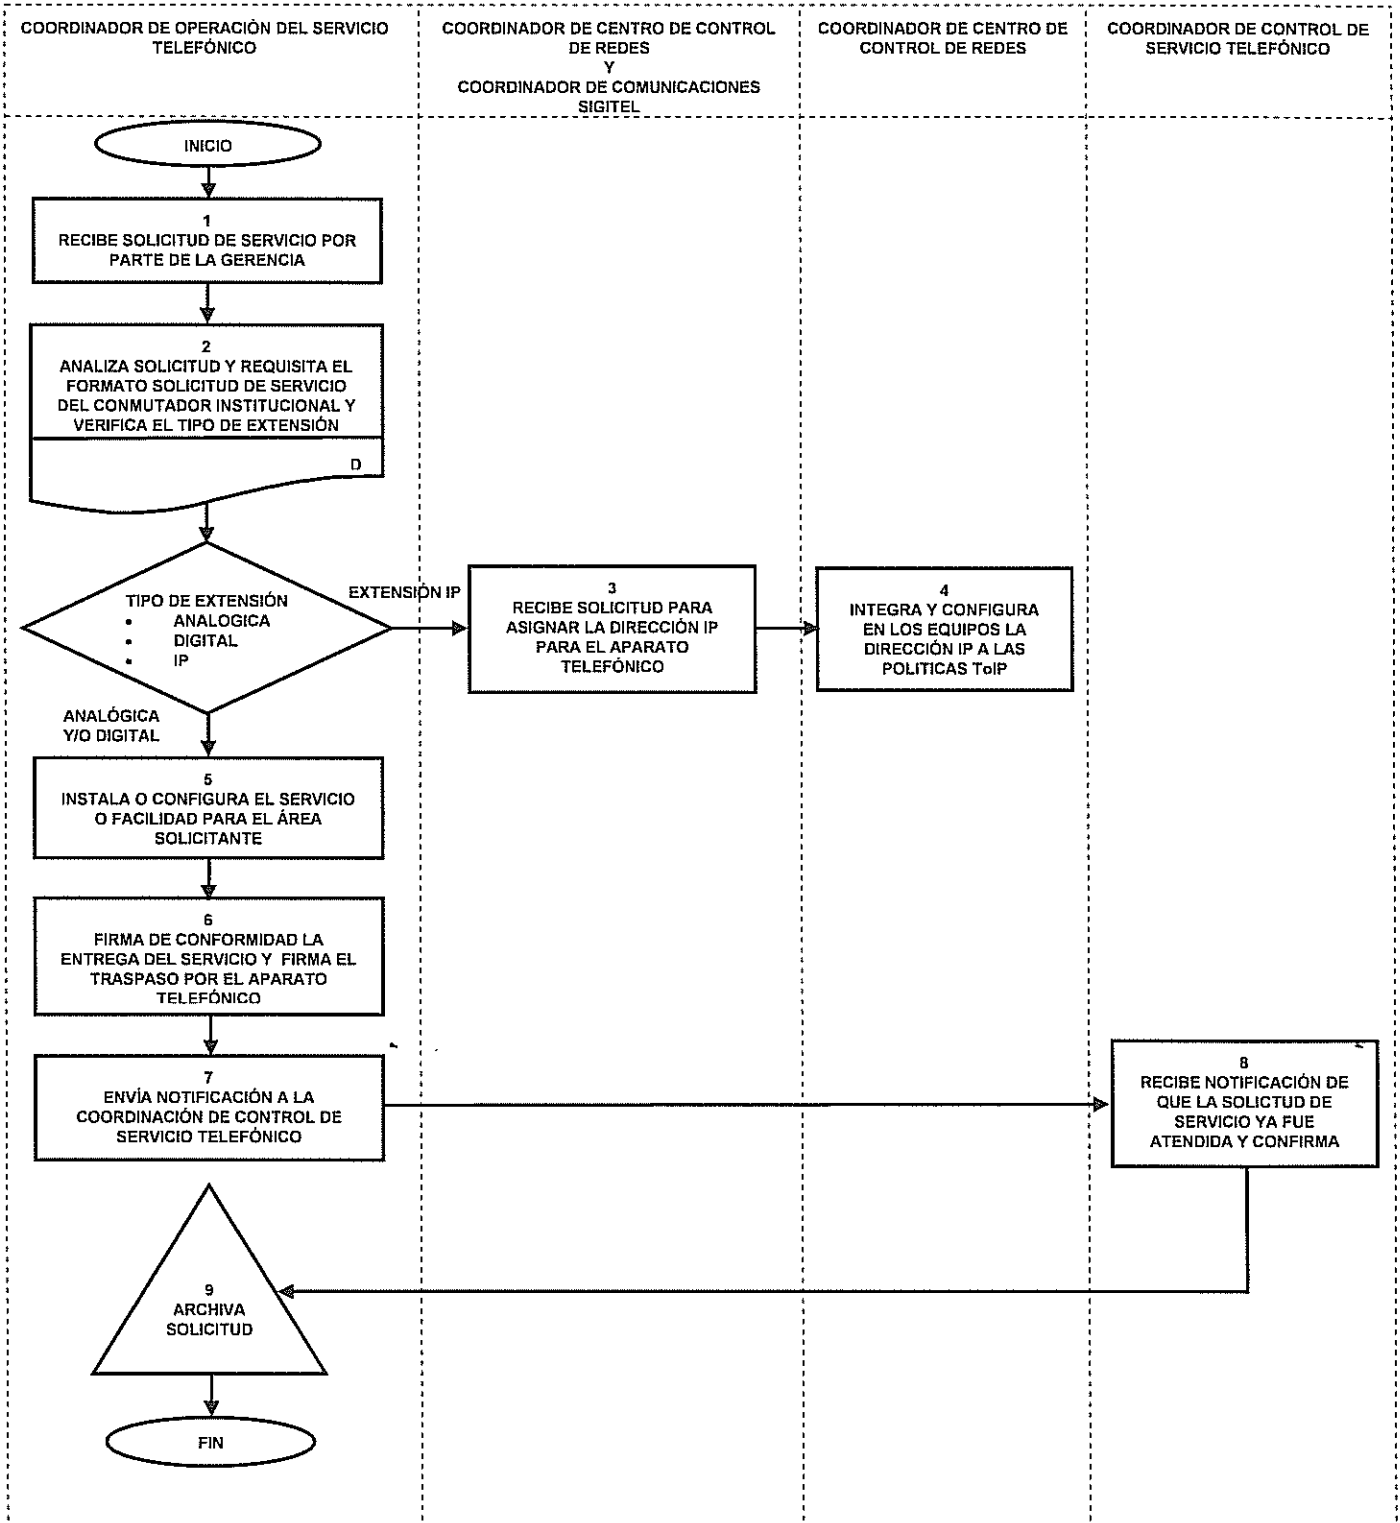 COORDINADOR DE OPERACIÓN DEL SERVICIO
TELEFÓNICO
COORDINADOR DE CENTRO DE CONTROL
DE REDES
Y
COORDINADOR DE COMUNICACIONES
SIGITEL
COORDINADOR DE CENTRO DE
CONTROL DE REDES
COORDINADOR DE CONTROL DE
SERVICIO TELEFÓNICO
INICIO
1
RECIBE SOLICITUD DE SERVICIO POR
PARTE DE LA GERENCIA
2
ANALIZA SOLICITUD Y REQUISITA EL
FORMATO SOLICITUD DE SERVICIO
DEL CONMUTADOR INSTITUCIONAL Y
VERIFICA EL TIPO DE EXTENSIÓN
D
TIPO DE EXTENSIÓN
• ANALOGICA
• DIGITAL
• IP
EXTENSIÓN IP
3
RECIBE SOLICITUD PARA
ASIGNAR LA DIRECCIÓN IP
PARA EL APARATO
TELEFÓNICO
4
INTEGRA Y CONFIGURA
EN LOS EQUIPOS LA
DIRECCIÓN IP A LAS
POLITICAS ToIP
ANALÓGICA
Y/O DIGITAL
5
INSTALA O CONFIGURA EL SERVICIO
O FACILIDAD PARA EL ÁREA
SOLICITANTE
6
FIRMA DE CONFORMIDAD LA
ENTREGA DEL SERVICIO Y FIRMA EL
TRASPASO POR EL APARATO
TELEFÓNICO
7
ENVÍA NOTIFICACIÓN A LA
COORDINACIÓN DE CONTROL DE
SERVICIO TELEFÓNICO
8
RECIBE NOTIFICACIÓN DE
QUE LA SOLICTUD DE
SERVICIO YA FUE
ATENDIDA Y CONFIRMA
9
ARCHIVA
SOLICITUD
FIN